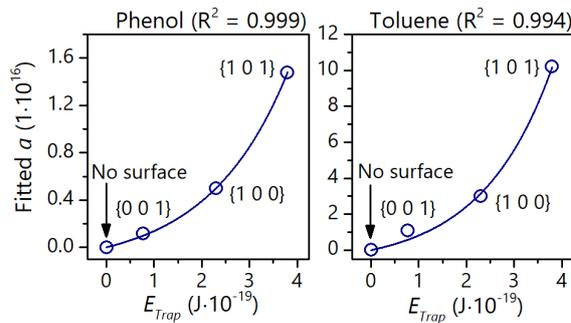 Phenol (R² = 0.999)
Toluene (R² = 0.994)
Fitted a (1·10¹⁶)
1.6
1.2
0.8
0.4
0.0
{1 0 1}
No surface
{0 0 1}
{1 0 0}
0 1 2 3 4
E_Trap (J·10⁻¹⁹)
12
10
8
6
4
2
0
{1 0 1}
No surface
{0 0 1}
{1 0 0}
0 1 2 3 4
E_Trap (J·10⁻¹⁹)